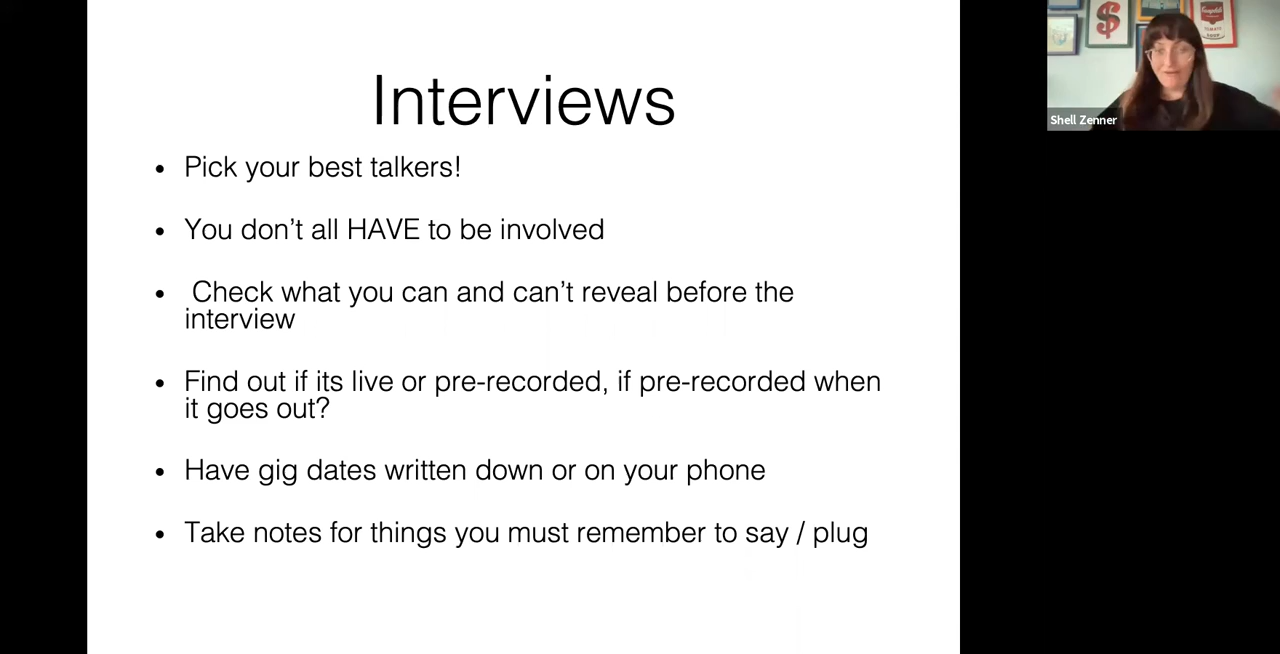 Interviews
• Pick your best talkers!
• You don’t all HAVE to be involved
• Check what you can and can’t reveal before the
interview
• Find out if its live or pre-recorded, if pre-recorded when
it goes out?
• Have gig dates written down or on your phone
• Take notes for things you must remember to say / plug
Campbell's
TOMATO
SOUP
$
Shell Zenner